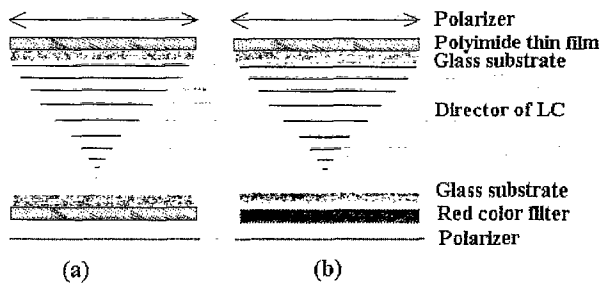 Polarizer
Polyimide thin film
Glass substrate
Director of LC
Glass substrate
Red color filter
Polarizer
(a) (b)